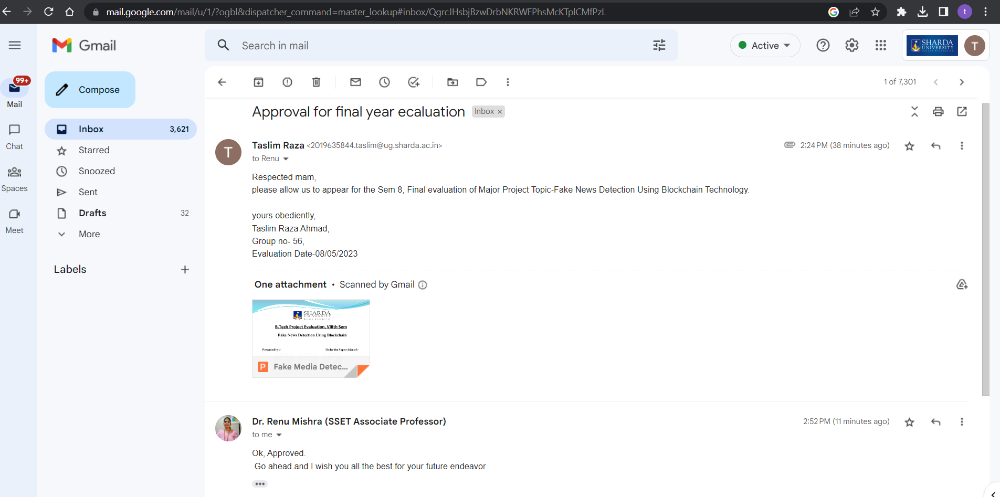 mail.google.com/mail/u/1/?ogbl&dispatcher_command=master_lookup#inbox/QgrcJHsbjBzwDrbNKRWFPhsMcKTplCMfPzL
t
Gmail
Search in mail
Active
SHARDA
UNIVERSITY
T
99+
Mail
Compose
1 of 7,301
Inbox 3,621
Starred
Snoozed
Sent
Drafts 32
More
Labels
Chat
Spaces
Meet
Approval for final year ecaluation Inbox ×
T
Taslim Raza <2019635844.taslim@ug.sharda.ac.in> 2:24 PM (38 minutes ago)
to Renu
Respected mam,
please allow us to appear for the Sem 8, Final evaluation of Major Project Topic-Fake News Detection Using Blockchain Technology.
yours obediently,
Taslim Raza Ahmad,
Group no- 56,
Evaluation Date-08/05/2023
One attachment • Scanned by Gmail
SHARDA
UNIVERSITY
B.Tech Project Evaluation, VIIIth Sem
Fake News Detection Using Blockchain
Presented by :- Under the Supervision of:-
P Fake Media Detec...
Dr. Renu Mishra (SSET Associate Professor) 2:52 PM (11 minutes ago)
to me
Ok, Approved.
Go ahead and I wish you all the best for your future endeavor